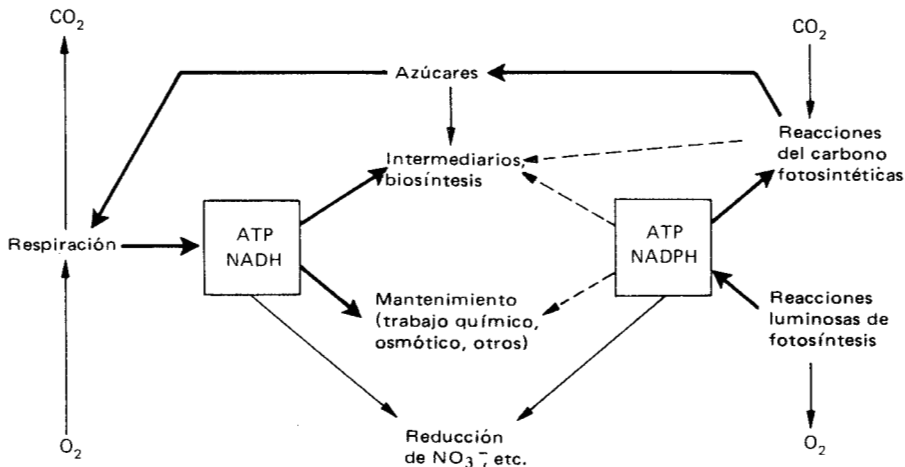 CO₂
CO₂
Azúcares
Reacciones
del carbono
fotosintéticas
Intermediarios,
biosíntesis
Respiración
ATP
NADH
ATP
NADPH
Mantenimiento
(trabajo químico,
osmótico, otros)
Reacciones
luminosas de
fotosíntesis
O₂
Reducción
de NO₃⁻, etc.
O₂